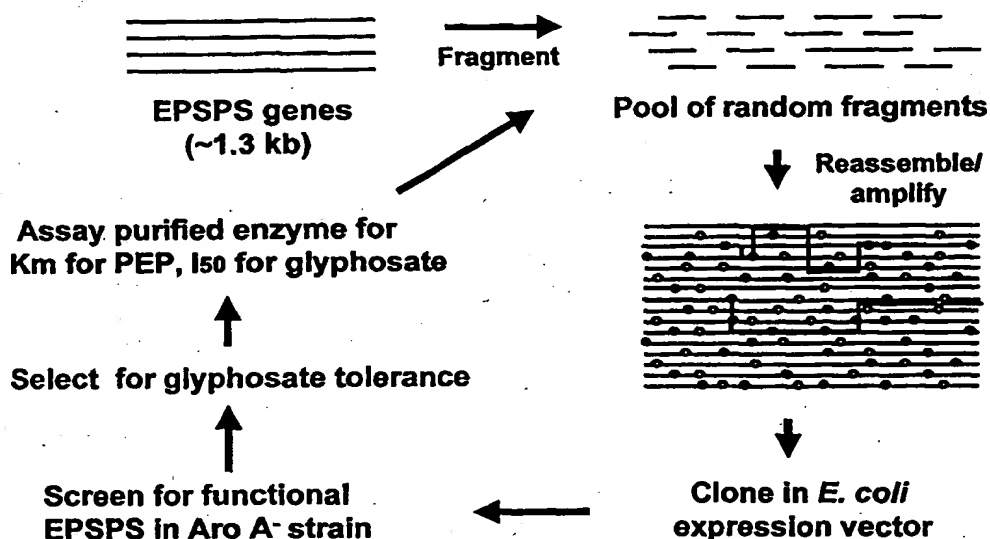 EPSPS genes
(~1.3 kb)
Fragment
Pool of random fragments
Reassemble/
amplify
Clone in E. coli
expression vector
Screen for functional
EPSPS in Aro A- strain
Select for glyphosate tolerance
Assay purified enzyme for
Km for PEP, I50 for glyphosate